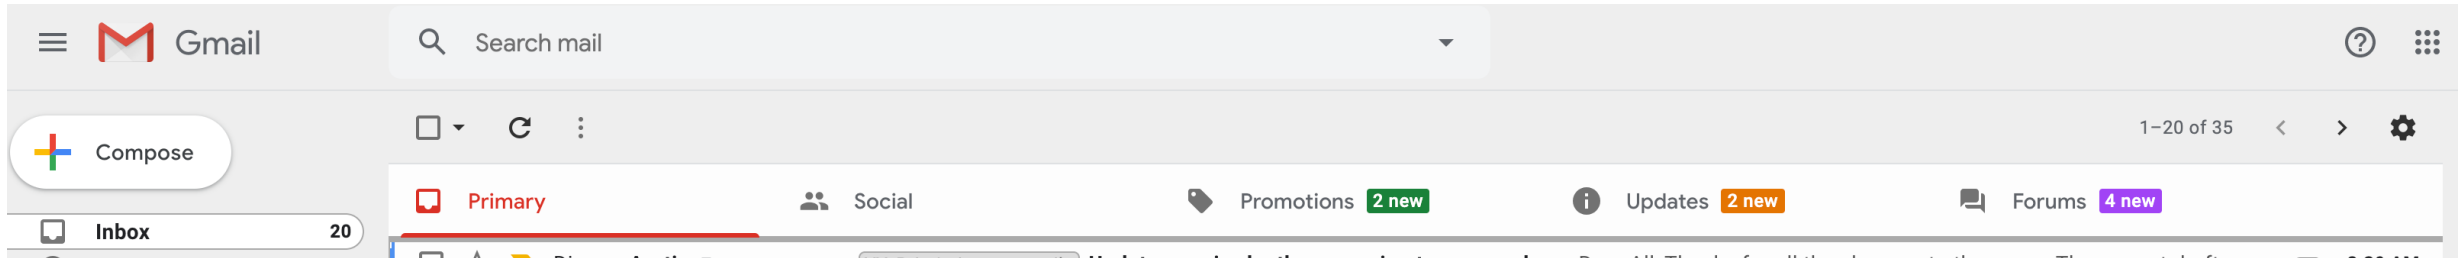 Gmail
Search mail
1–20 of 35
Compose
Primary
Social
Promotions 2 new
Updates 2 new
Forums 4 new
Inbox 20